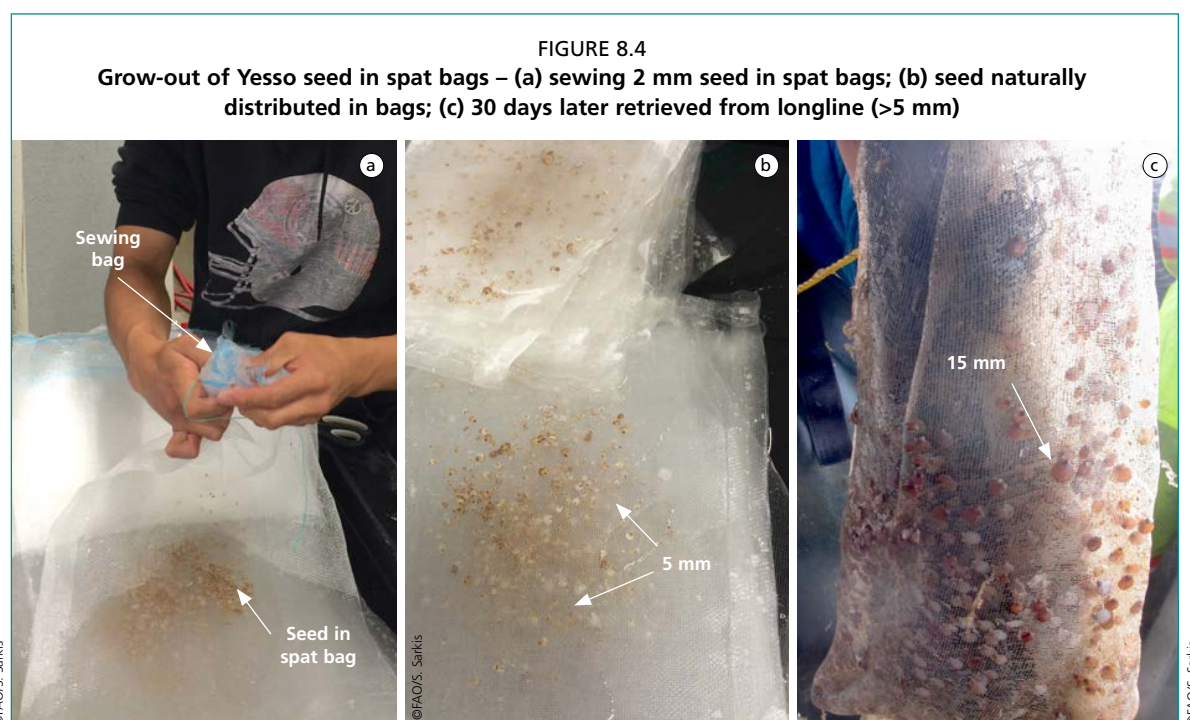 FIGURE 8.4
Grow-out of Yesso seed in spat bags – (a) sewing 2 mm seed in spat bags; (b) seed naturally
distributed in bags; (c) 30 days later retrieved from longline (>5 mm)
a
Sewing
bag
Seed in
spat bag
b
5 mm
©FAO/S. Sarkis
c
15 mm